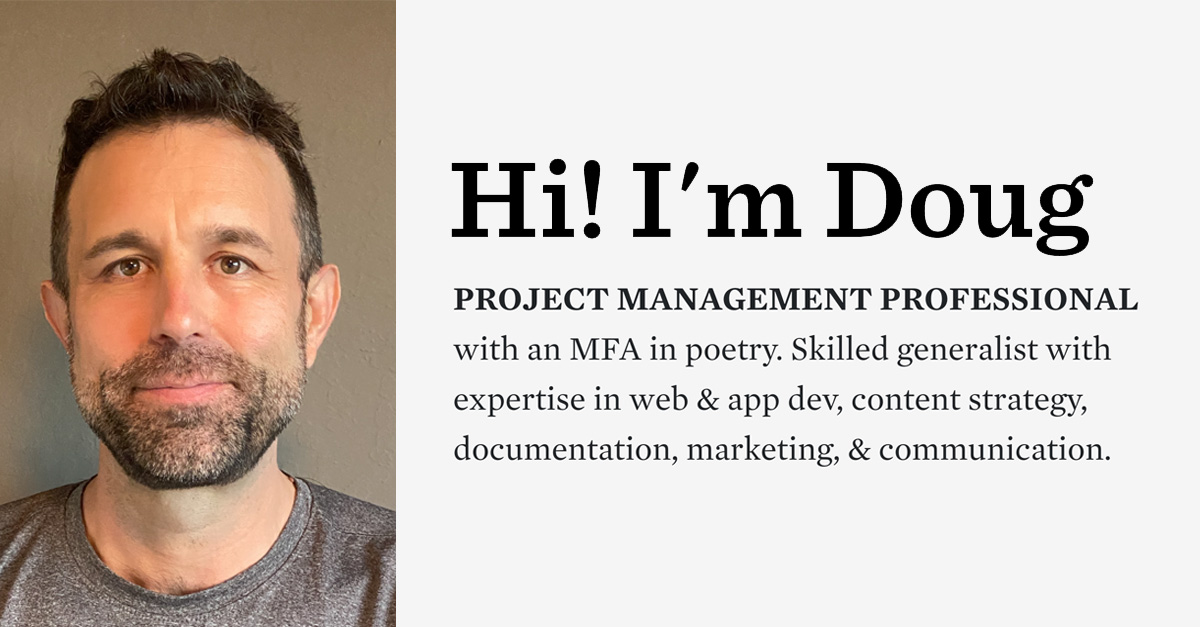 Hi! I'm Doug
PROJECT MANAGEMENT PROFESSIONAL
with an MFA in poetry. Skilled generalist with
expertise in web & app dev, content strategy,
documentation, marketing, & communication.